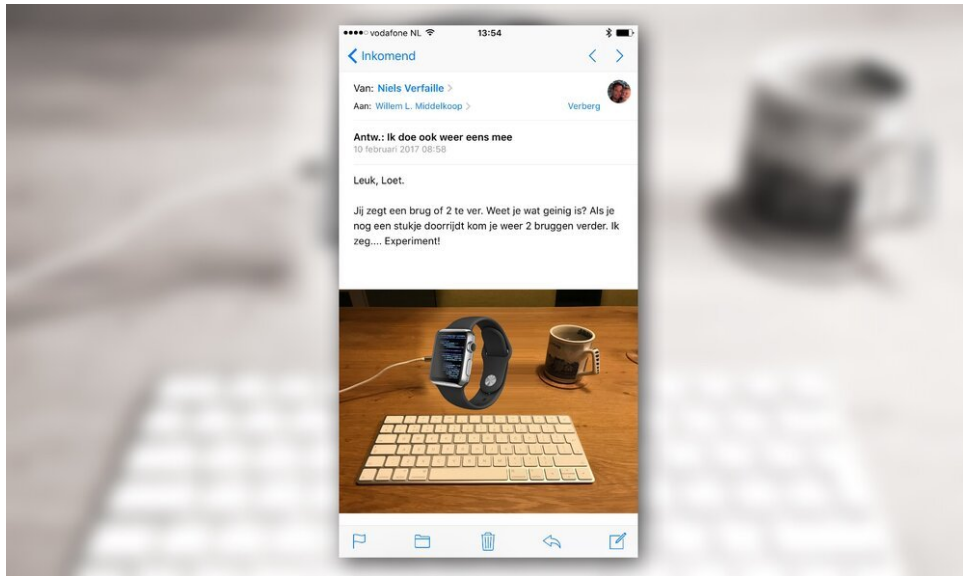 vodafone NL 13:54
Inkomend
Van: Niels Verfaille
Aan: Willem L. Middelkoop Verberg
Antw.: Ik doe ook weer eens mee
10 februari 2017 08:58
Leuk, Loet.
Jij zegt een brug of 2 te ver. Weet je wat geinig is? Als je
nog een stukje doorrijdt kom je weer 2 bruggen verder. Ik
zeg.... Experiment!